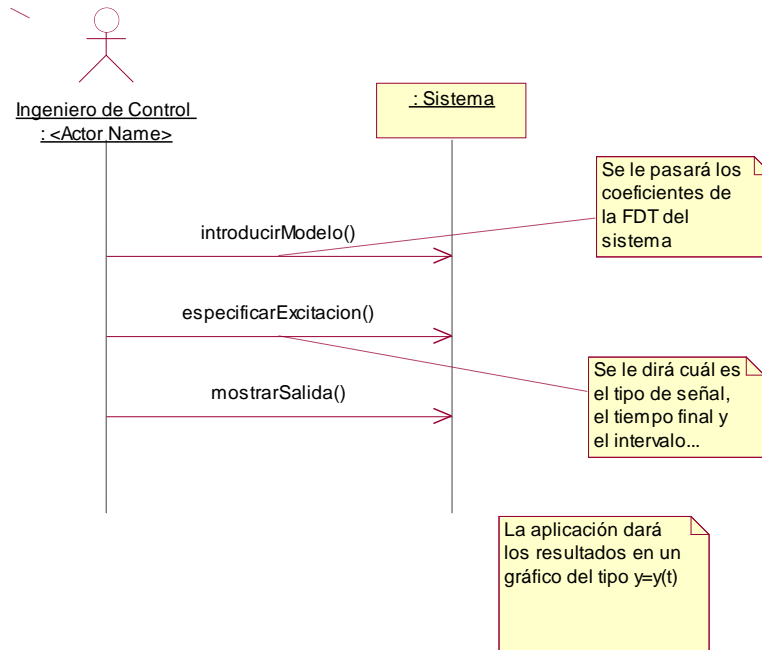 Ingeniero de Control
: <Actor Name>
: Sistema
Se le pasará los
coeficientes de
la FDT del
sistema
introducirModelo()
especificarExcitacion()
Se le dirá cuál es
el tipo de señal,
el tiempo final y
el intervalo...
mostrarSalida()
La aplicación dará
los resultados en un
gráfico del tipo y=y(t)